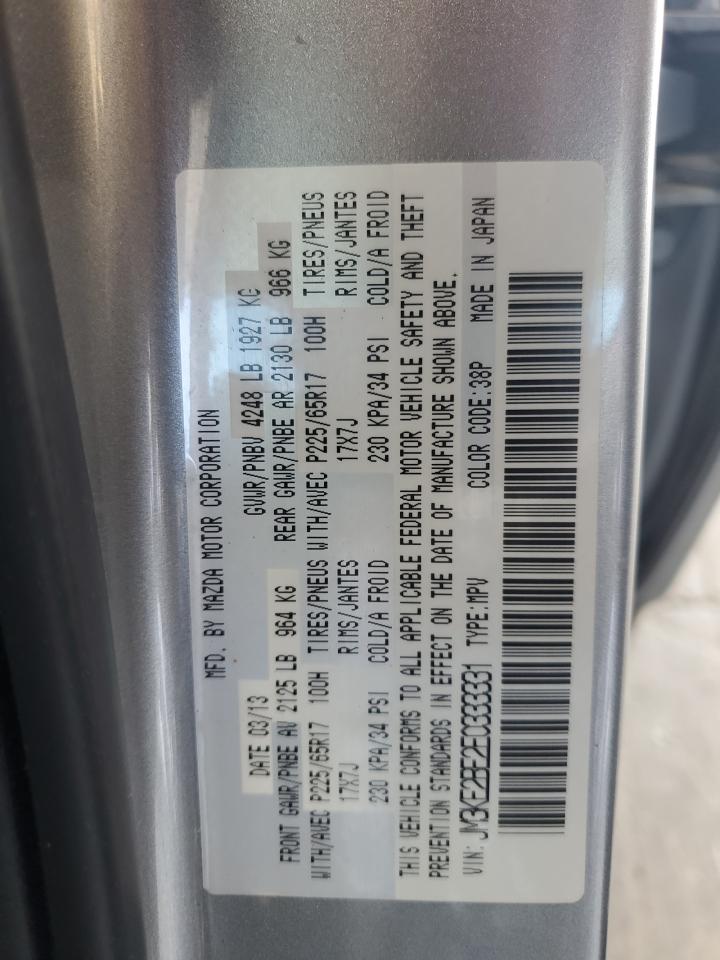 MFD. BY MAZDA MOTOR CORPORATION
DATE 03/13 GVWR/PNBV 4248 LB 1927 KG
FRONT GAWR/PNBE AV 2125 LB 964 KG REAR GAWR/PNBE AR 2130 LB 966 KG
WITH/AVEC P225/65R17 100H TIRES/PNEUS WITH/AVEC P225/65R17 100H TIRES/PNEUS
17X7J RIMS/JANTES 17X7J RIMS/JANTES
230 KPA/34 PSI COLD/A FROID 230 KPA/34 PSI COLD/A FROID
THIS VEHICLE CONFORMS TO ALL APPLICABLE FEDERAL MOTOR VEHICLE SAFETY AND THEFT
PREVENTION STANDARDS IN EFFECT ON THE DATE OF MANUFACTURE SHOWN ABOVE.
VIN: JM3KE2BE2E0333331 TYPE:MPV COLOR CODE:38P MADE IN JAPAN